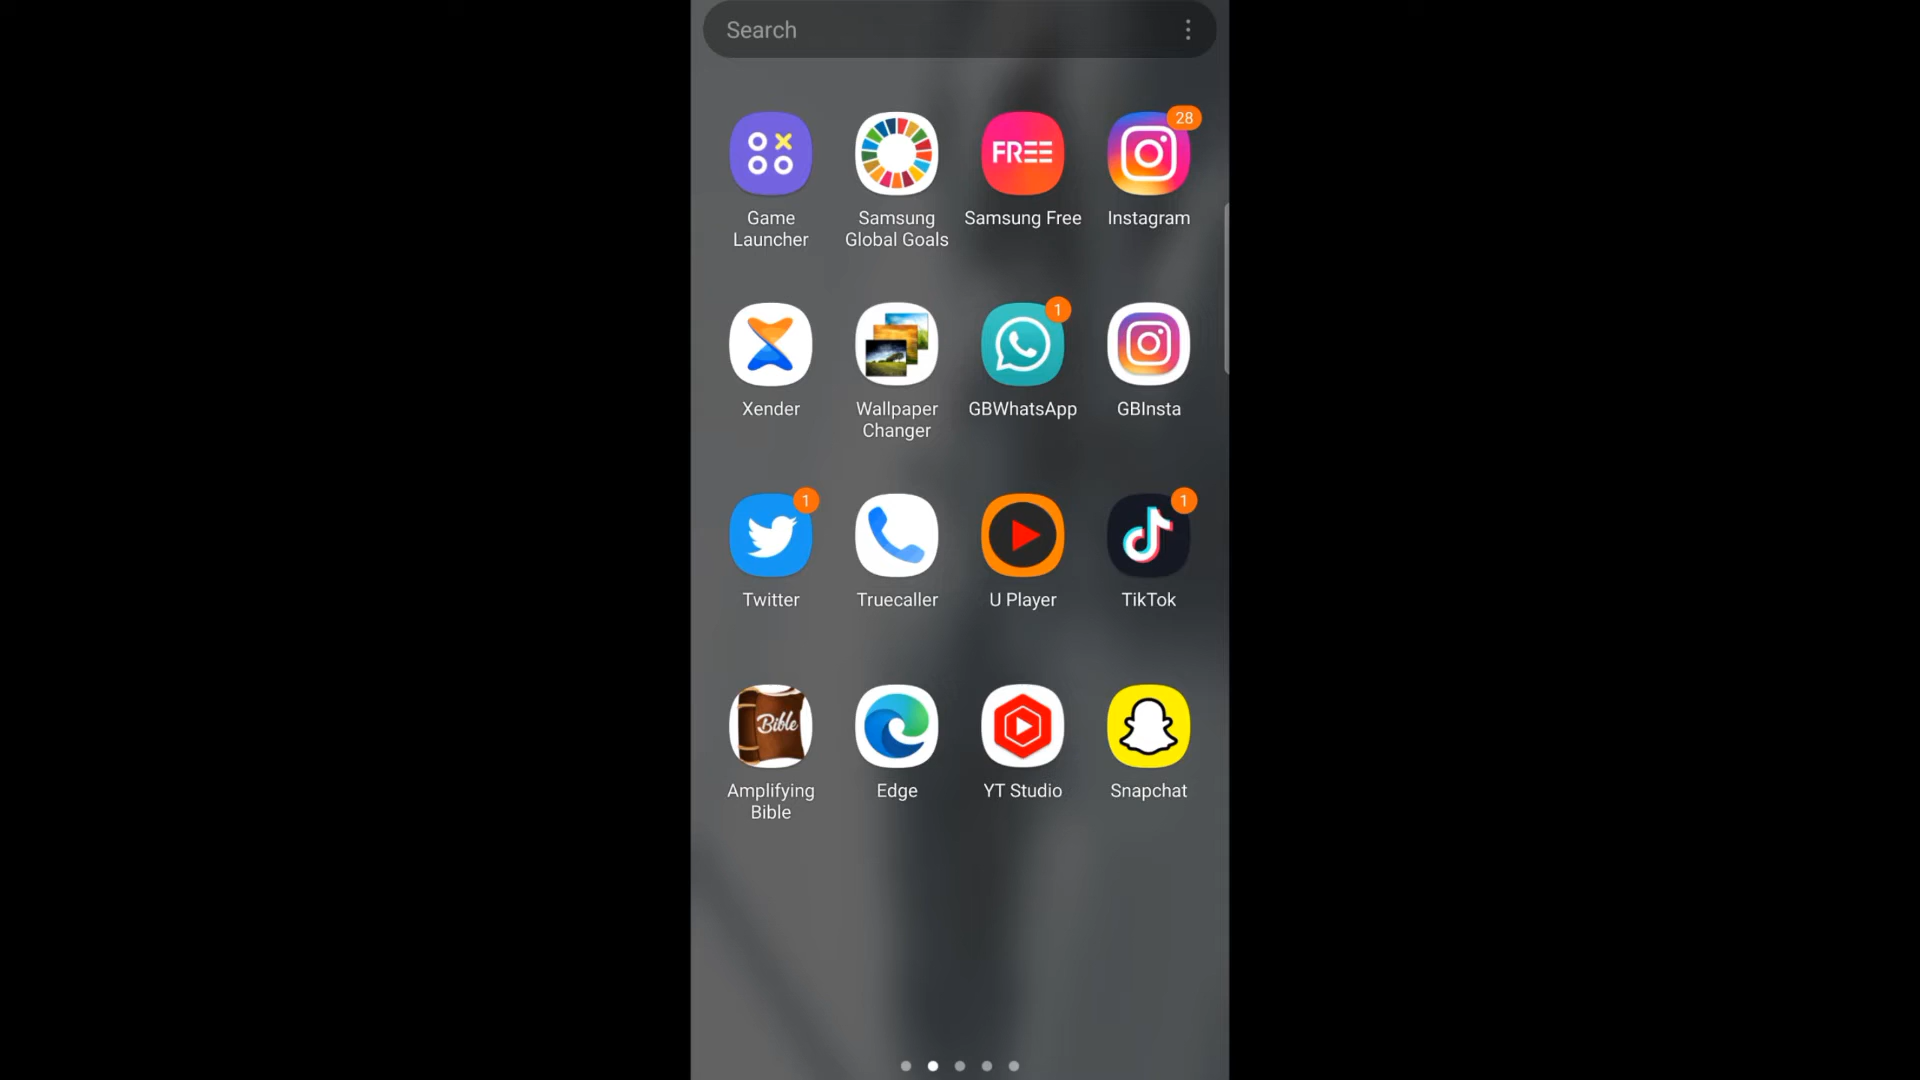 Search
28
FREE
Game
Launcher
Samsung
Global Goals
Samsung Free
Instagram
1
Xender
Wallpaper
Changer
GBWhatsApp
GBInsta
1
1
Twitter
Truecaller
U Player
TikTok
Bible
Amplifying
Bible
Edge
YT Studio
Snapchat